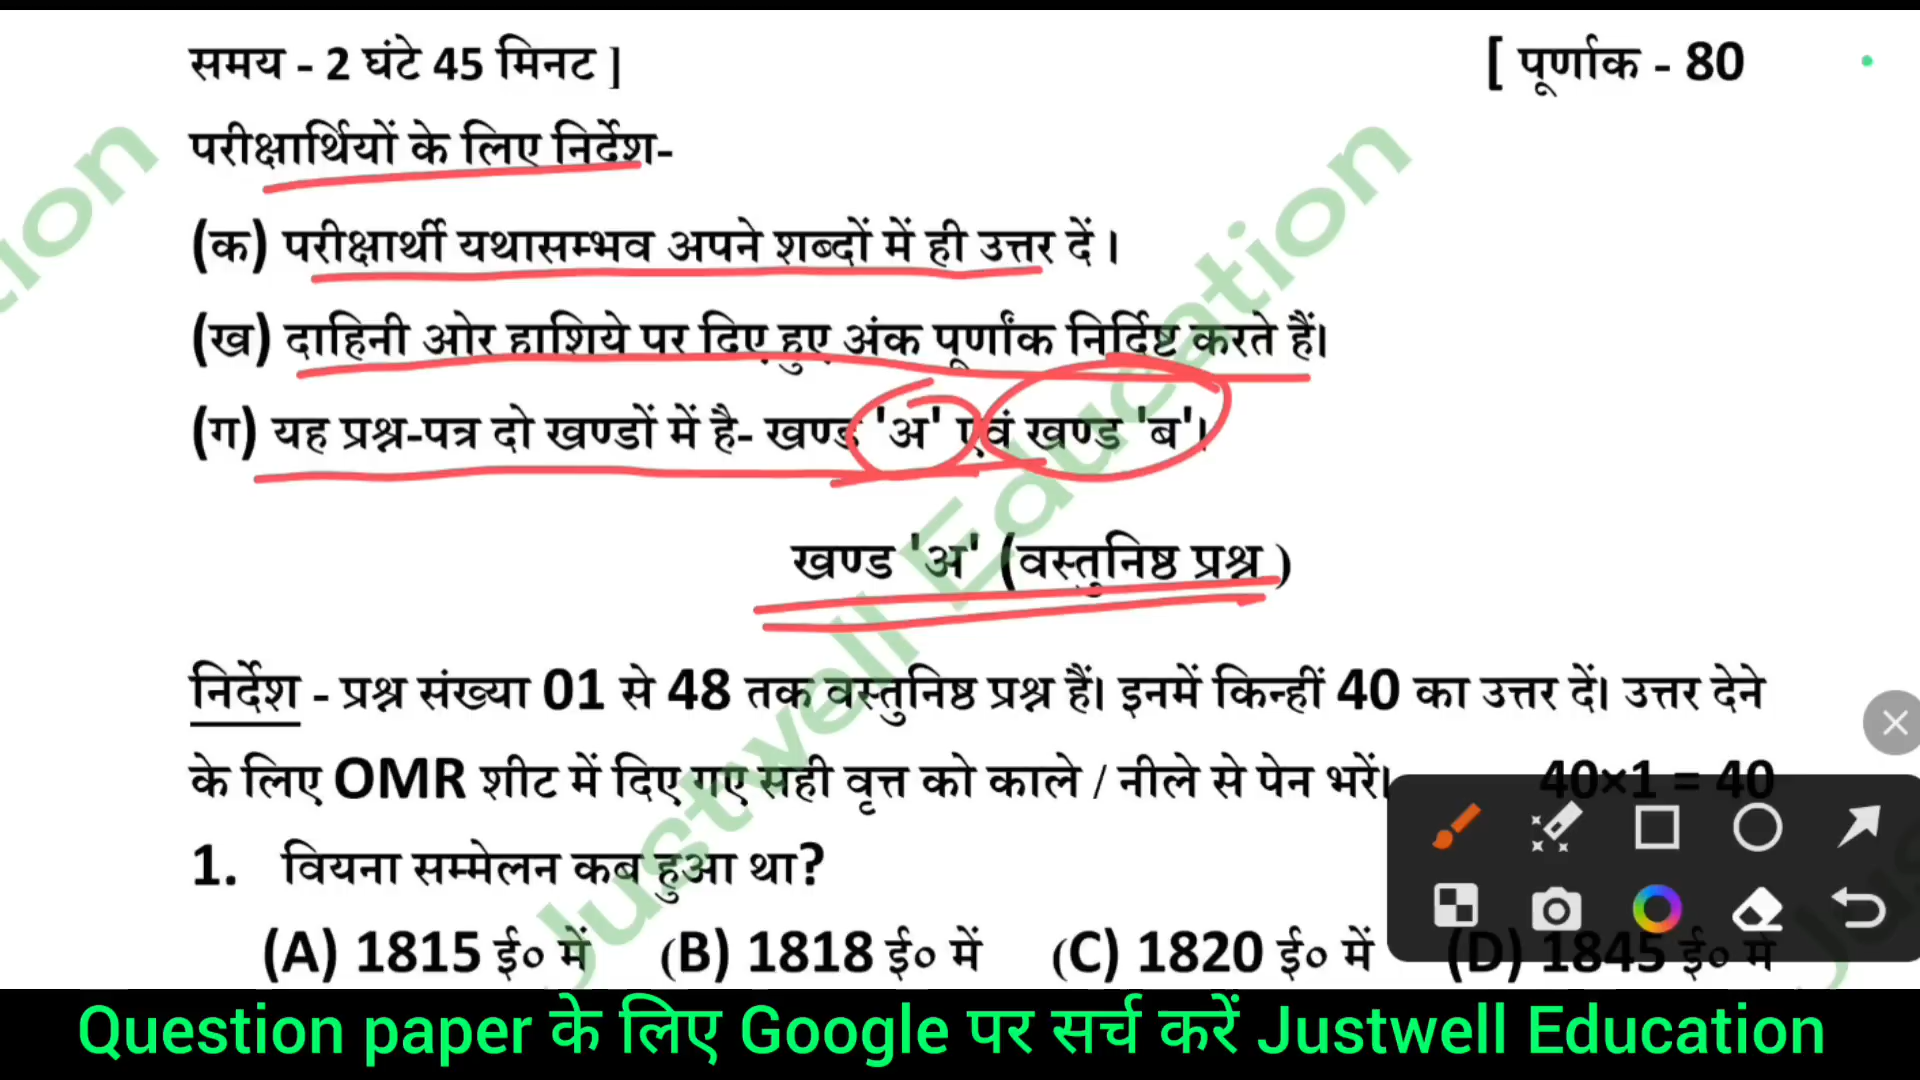 समय - 2 घंटे 45 मिनट ] [ पूर्णाक - 80
परीक्षार्थियों के लिए निर्देश-
(क) परीक्षार्थी यथासम्भव अपने शब्दों में ही उत्तर दें ।
(ख) दाहिनी ओर हाशिये पर दिए हुए अंक पूर्णांक निर्दिष्ट करते हैं।
(ग) यह प्रश्न-पत्र दो खण्डों में है- खण्ड 'अ' एवं खण्ड 'ब'।
खण्ड 'अ' (वस्तुनिष्ठ प्रश्न )
निर्देश - प्रश्न संख्या 01 से 48 तक वस्तुनिष्ठ प्रश्न हैं। इनमें किन्हीं 40 का उत्तर दें। उत्तर देने
के लिए OMR शीट में दिए गए सही वृत्त को काले / नीले से पेन भरें। 40×1 = 40
1. वियना सम्मेलन कब हुआ था?
(A) 1815 ई० में (B) 1818 ई० में (C) 1820 ई० में (D) 1845 ई० में
Justwell Education
Question paper के लिए Google पर सर्च करें Justwell Education